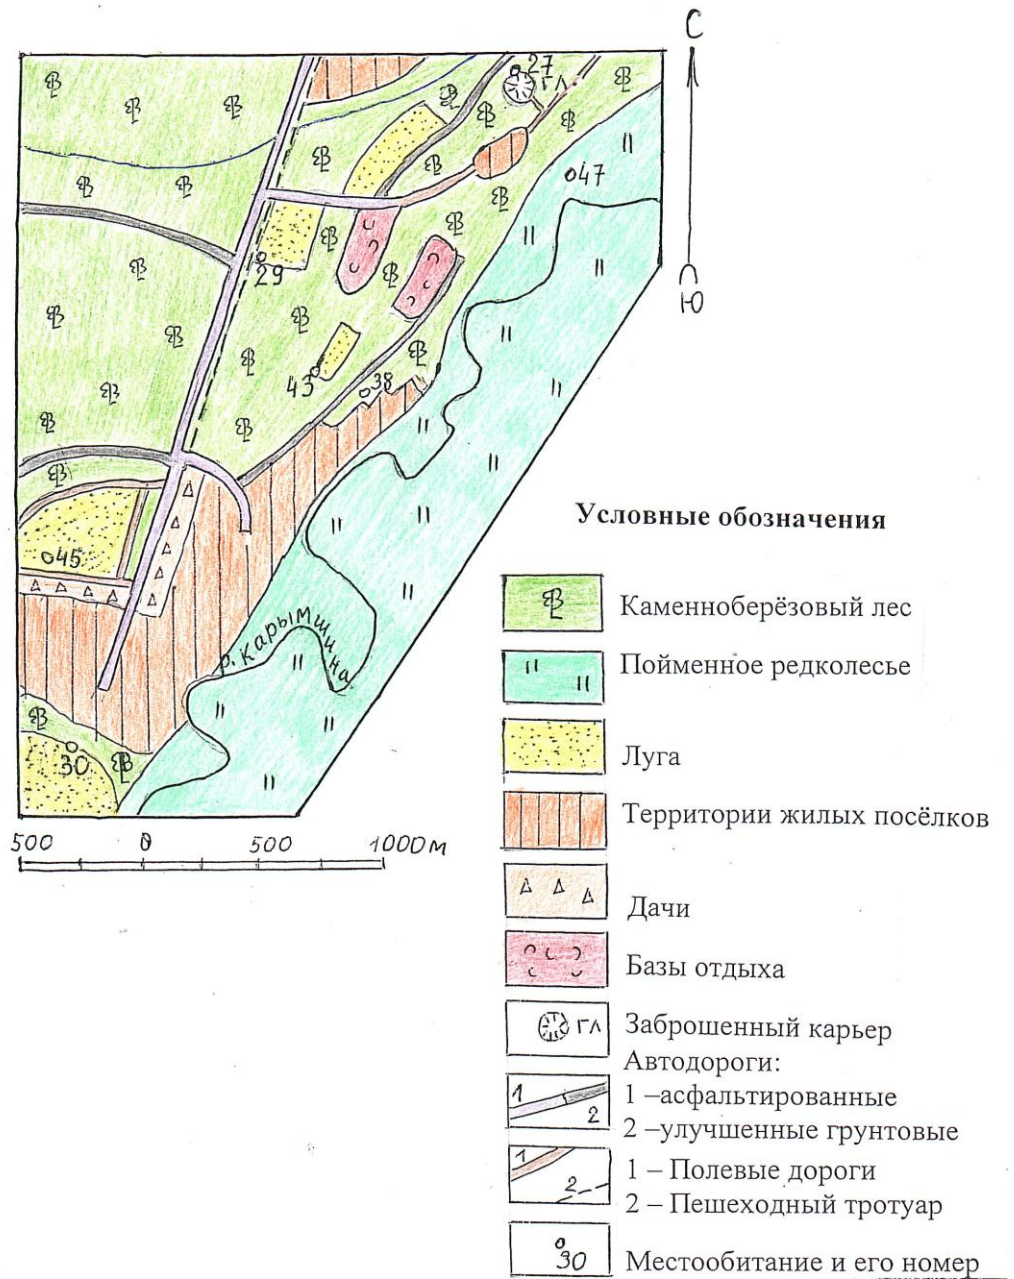 С
27
гл
47
29
Ю
43
38
45
р. Карымшина
30
500 0 500 1000м
Условные обозначения
Каменноберёзовый лес
Пойменное редколесье
Луга
Территории жилых посёлков
Дачи
Базы отдыха
гл
Заброшенный карьер
Автодороги:
1
2
1 –асфальтированные
2 –улучшенные грунтовые
1
2
1 – Полевые дороги
2 – Пешеходный тротуар
30
Местообитание и его номер